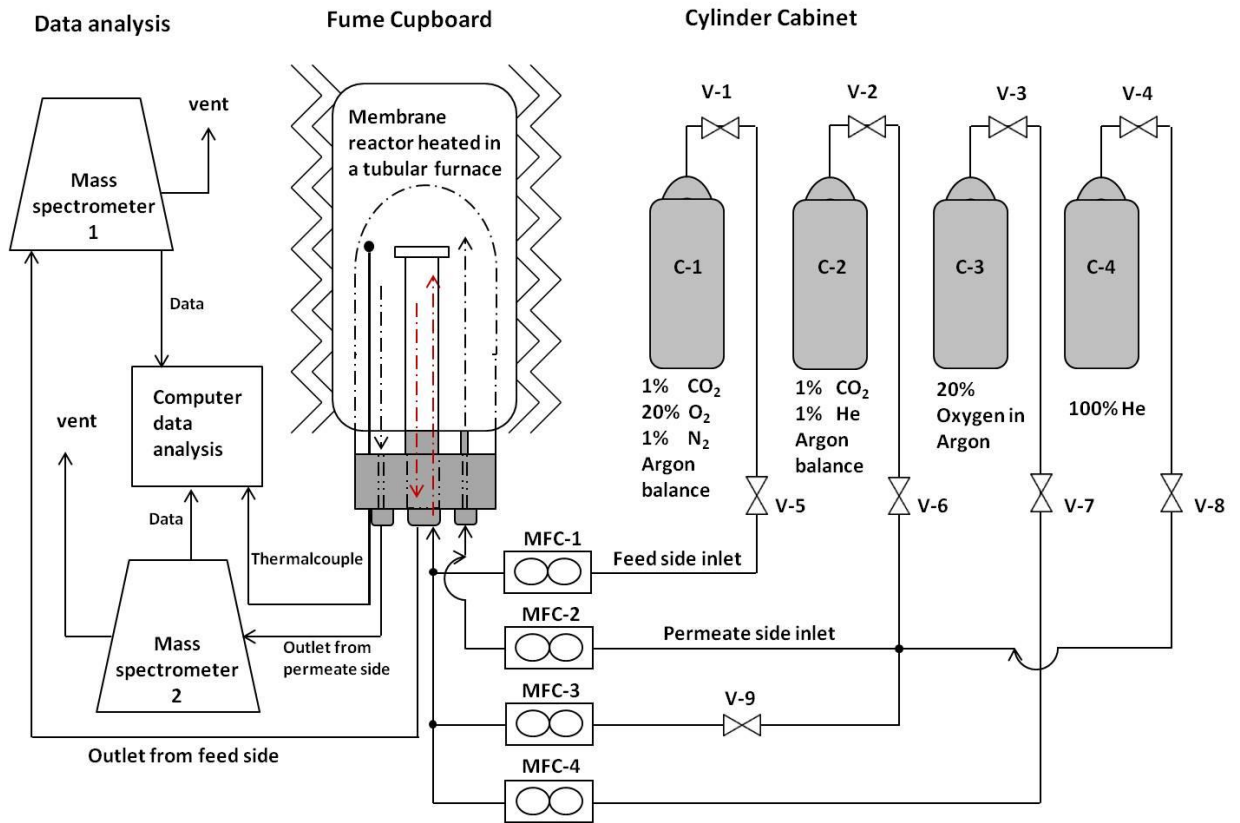 Data analysis
Fume Cupboard
Cylinder Cabinet
vent
Mass
spectrometer
1
Data
Computer
data
analysis
vent
Data
Thermalcouple
Mass
spectrometer
2
Outlet from
permeate side
Outlet from feed side
Membrane
reactor heated in
a tubular furnace
V-1
V-2
V-3
V-4
C-1
C-2
C-3
C-4
1% CO₂
20% O₂
1% N₂
Argon
balance
1% CO₂
1% He
Argon
balance
20%
Oxygen in
Argon
100% He
V-5
V-6
V-7
V-8
MFC-1
Feed side inlet
MFC-2
Permeate side inlet
MFC-3
V-9
MFC-4